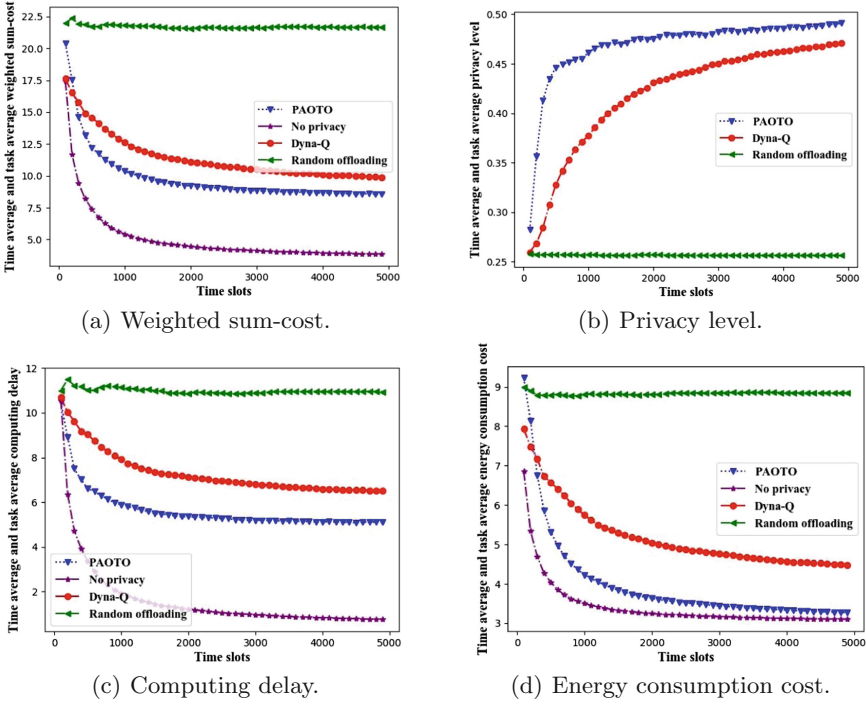 Time average and task average weighted sum-cost
22.5
20.0
17.5
15.0
12.5
10.0
7.5
5.0
PAOTO
No privacy
Dyna-Q
Random offloading
0
1000
2000
3000
4000
5000
Time slots
(a) Weighted sum-cost.
Time average and task average privacy level
0.50
0.45
0.40
0.35
0.30
0.25
PAOTO
Dyna-Q
Random offloading
0
1000
2000
3000
4000
5000
Time slots
(b) Privacy level.
Time average and task average computing delay
12
10
8
6
4
2
PAOTO
No privacy
Dyna-Q
Random offloading
0
1000
2000
3000
4000
5000
Time slots
(c) Computing delay.
Time average and task average energy consumption cost
9
8
7
6
5
4
3
PAOTO
No privacy
Dyna-Q
Random offloading
0
1000
2000
3000
4000
5000
Time slots
(d) Energy consumption cost.